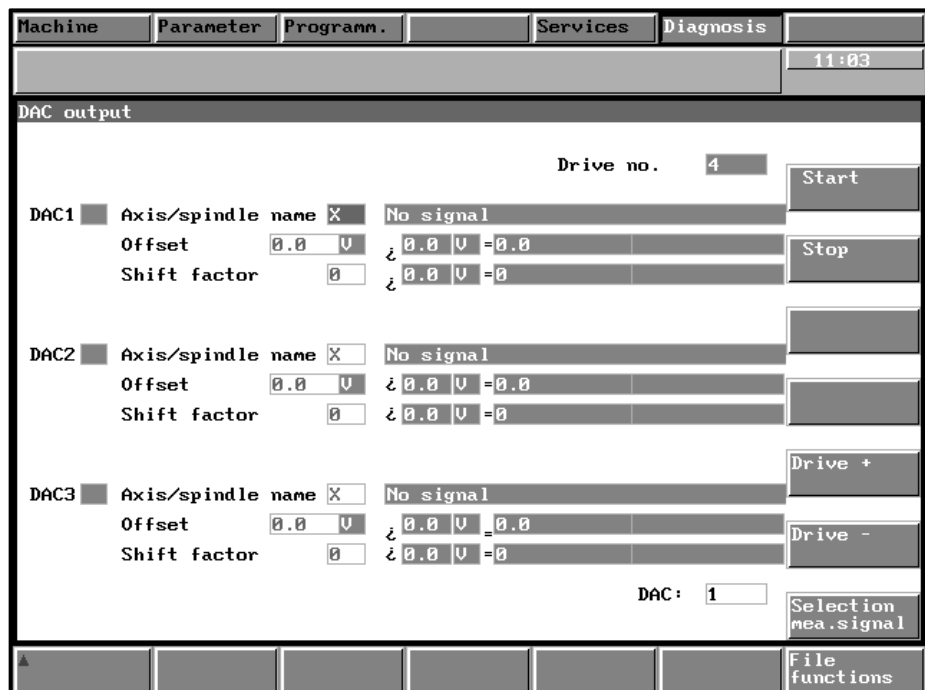 Machine Parameter Programm. Services Diagnosis
11:03
DAC output
Drive no. 4
Start
DAC1 Axis/spindle name X No signal
Offset 0.0 V ¿ 0.0 V =0.0
Stop
Shift factor 0 ¿ 0.0 V =0
DAC2 Axis/spindle name X No signal
Offset 0.0 V ¿ 0.0 V =0.0
Shift factor 0 ¿ 0.0 V =0
Drive +
DAC3 Axis/spindle name X No signal
Offset 0.0 V ¿ 0.0 V =0.0
Drive -
Shift factor 0 ¿ 0.0 V =0
DAC: 1
Selection
mea.signal
File
functions